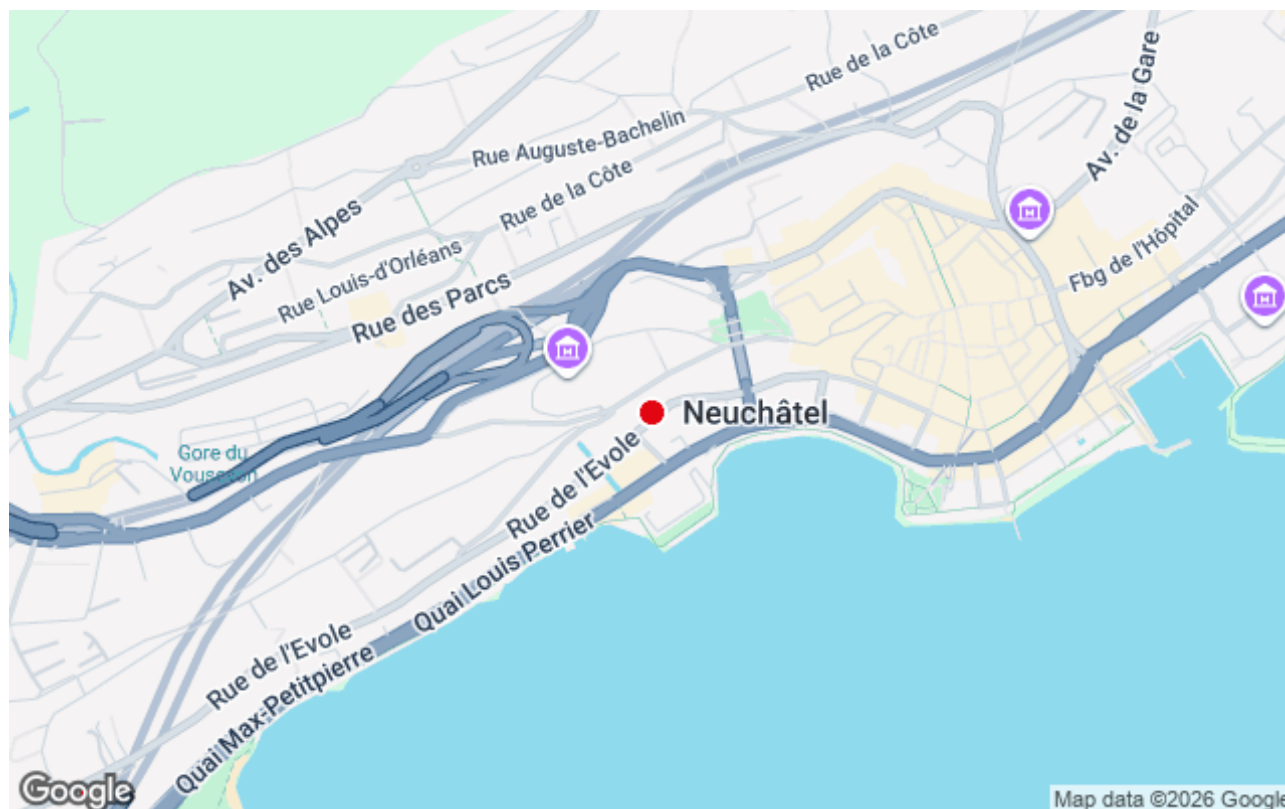 Rue de la Côte
Av. de la Gare
Rue Auguste-Bachelin
Rue de la Côte
Av. des Alpes
Fbg de l'Hôpital
Rue Louis-d'Orléans
Rue des Parcs
Neuchâtel
Gore du
Vouseyon
Rue de l'Evole
Quai Louis Perrier
Rue de l'Evole
Quai Max-Petitpierre
Google
Map data ©2026 Google